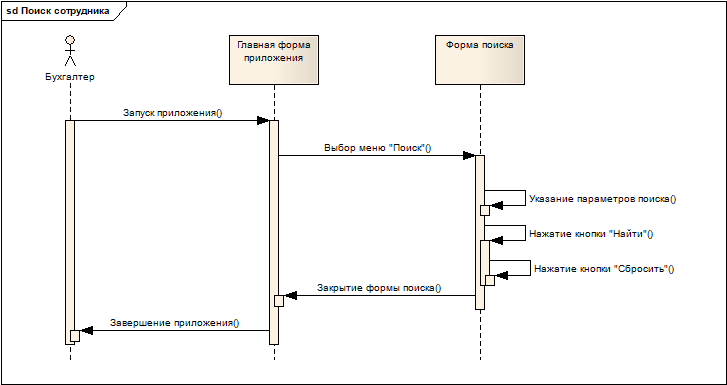 sd Поиск сотрудника
Бухгалтер
Главная форма
приложения
Форма поиска
Запуск приложения()
Выбор меню "Поиск"()
Указание параметров поиска()
Нажатие кнопки "Найти"()
Нажатие кнопки "Сбросить"()
Закрытие формы поиска()
Завершение приложения()